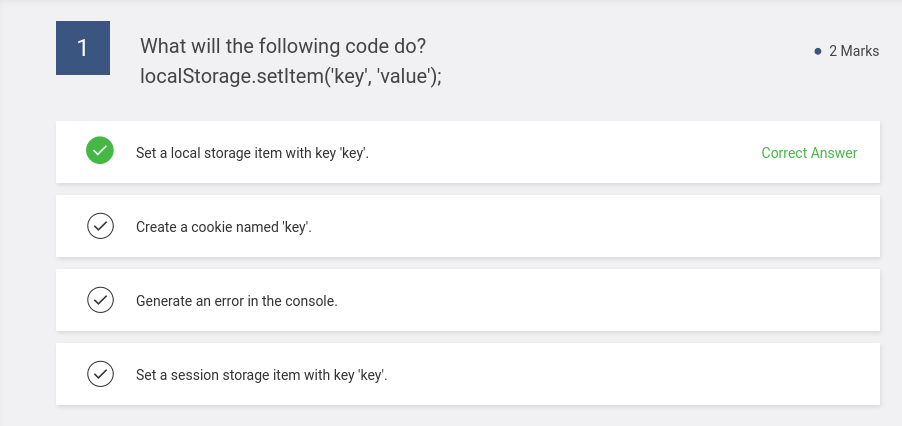 1
What will the following code do?
localStorage.setItem('key', 'value');
2 Marks
Set a local storage item with key 'key'.
Correct Answer
Create a cookie named 'key'.
Generate an error in the console.
Set a session storage item with key 'key'.